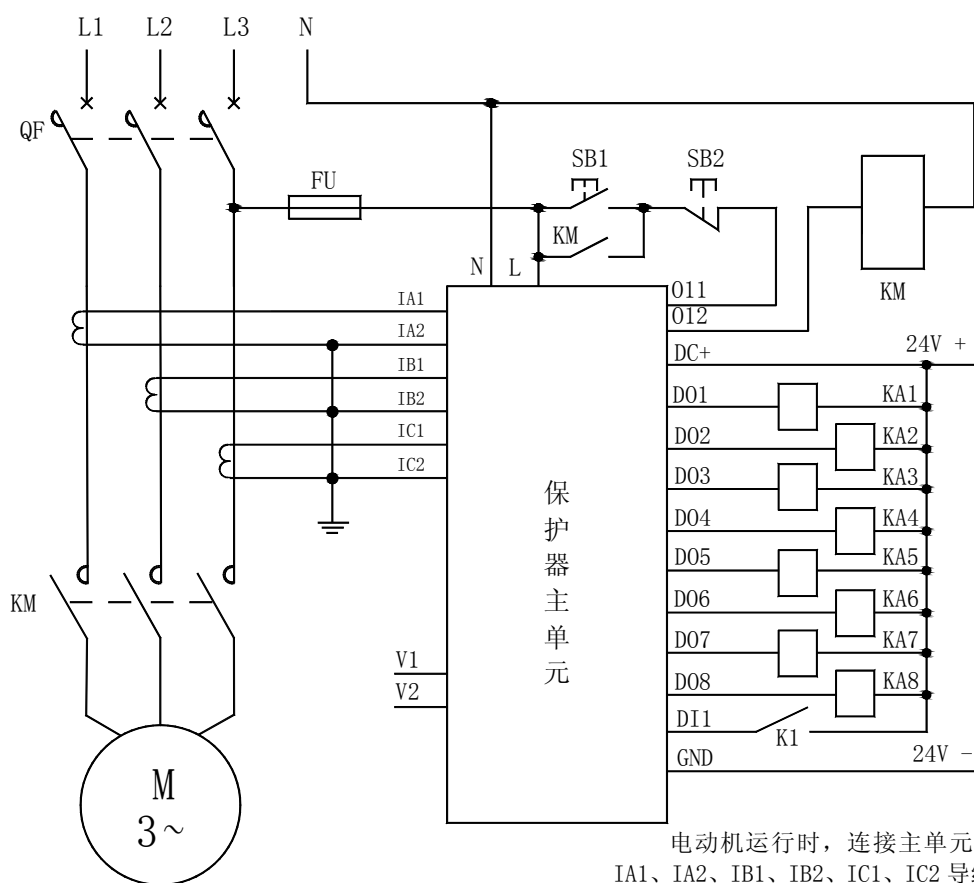 L1 L2 L3 N
QF
FU
SB1 SB2
KM
N L
KM
IA1
IA2
IB1
IB2
IC1
IC2
O11
O12
DC+
24V +
DO1 KA1
DO2 KA2
DO3 KA3
DO4 KA4
DO5 KA5
DO6 KA6
DO7 KA7
DO8 KA8
DI1 K1
GND 24V -
保护器主单元
KM
V1
V2
M
3~
电动机运行时，连接主单元
IA1、IA2、IB1、IB2、IC1、IC2